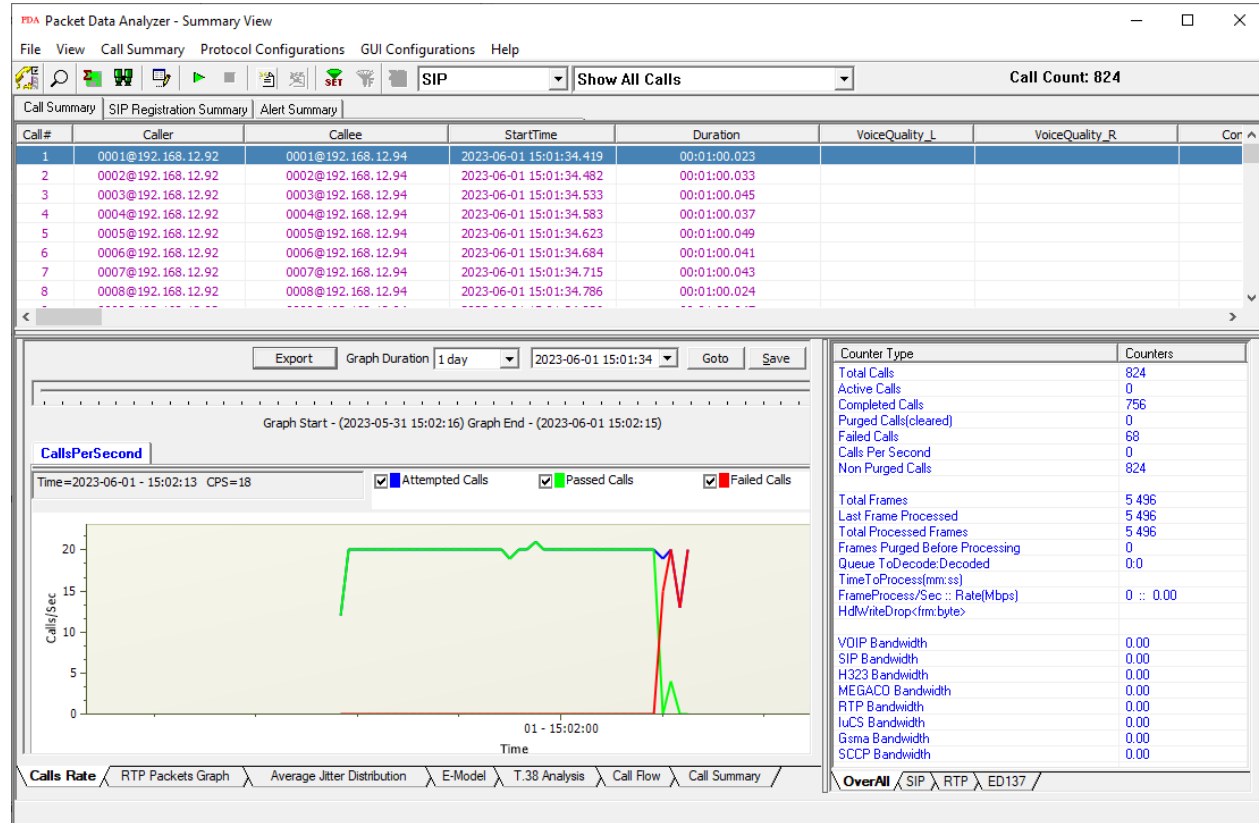 PDA Packet Data Analyzer - Summary View
File View Call Summary Protocol Configurations GUI Configurations Help
SET SIP Show All Calls Call Count: 824
Call Summary SIP Registration Summary Alert Summary
Call# Caller Callee StartTime Duration VoiceQuality_L VoiceQuality_R
1 0001@192.168.12.92 0001@192.168.12.94 2023-06-01 15:01:34.419 00:01:00.023
2 0002@192.168.12.92 0002@192.168.12.94 2023-06-01 15:01:34.482 00:01:00.033
3 0003@192.168.12.92 0003@192.168.12.94 2023-06-01 15:01:34.533 00:01:00.045
4 0004@192.168.12.92 0004@192.168.12.94 2023-06-01 15:01:34.583 00:01:00.037
5 0005@192.168.12.92 0005@192.168.12.94 2023-06-01 15:01:34.623 00:01:00.049
6 0006@192.168.12.92 0006@192.168.12.94 2023-06-01 15:01:34.684 00:01:00.041
7 0007@192.168.12.92 0007@192.168.12.94 2023-06-01 15:01:34.715 00:01:00.043
8 0008@192.168.12.92 0008@192.168.12.94 2023-06-01 15:01:34.786 00:01:00.024
Export Graph Duration 1 day 2023-06-01 15:01:34 Goto Save
Graph Start - (2023-05-31 15:02:16) Graph End - (2023-06-01 15:02:15)
CallsPerSecond
Time=2023-06-01 - 15:02:13 CPS=18 Attempted Calls Passed Calls Failed Calls
Calls/Sec
20
15
10
5
0
01 - 15:02:00
Time
Calls Rate RTP Packets Graph Average Jitter Distribution E-Model T.38 Analysis Call Flow Call Summary
Counter Type Counters
Total Calls 824
Active Calls 0
Completed Calls 756
Purged Calls(cleared) 0
Failed Calls 68
Calls Per Second 0
Non Purged Calls 824
Total Frames 5 496
Last Frame Processed 5 496
Total Processed Frames 5 496
Frames Purged Before Processing 0
Queue ToDecode:Decoded 0:0
TimeToProcess(mm:ss)
FrameProcess/Sec :: Rate(Mbps) 0 :: 0.00
HdlWriteDrop<frm:byte>
VOIP Bandwidth 0.00
SIP Bandwidth 0.00
H323 Bandwidth 0.00
MEGACO Bandwidth 0.00
RTP Bandwidth 0.00
IuCS Bandwidth 0.00
Gsma Bandwidth 0.00
SCCP Bandwidth 0.00
OverAll SIP RTP ED137